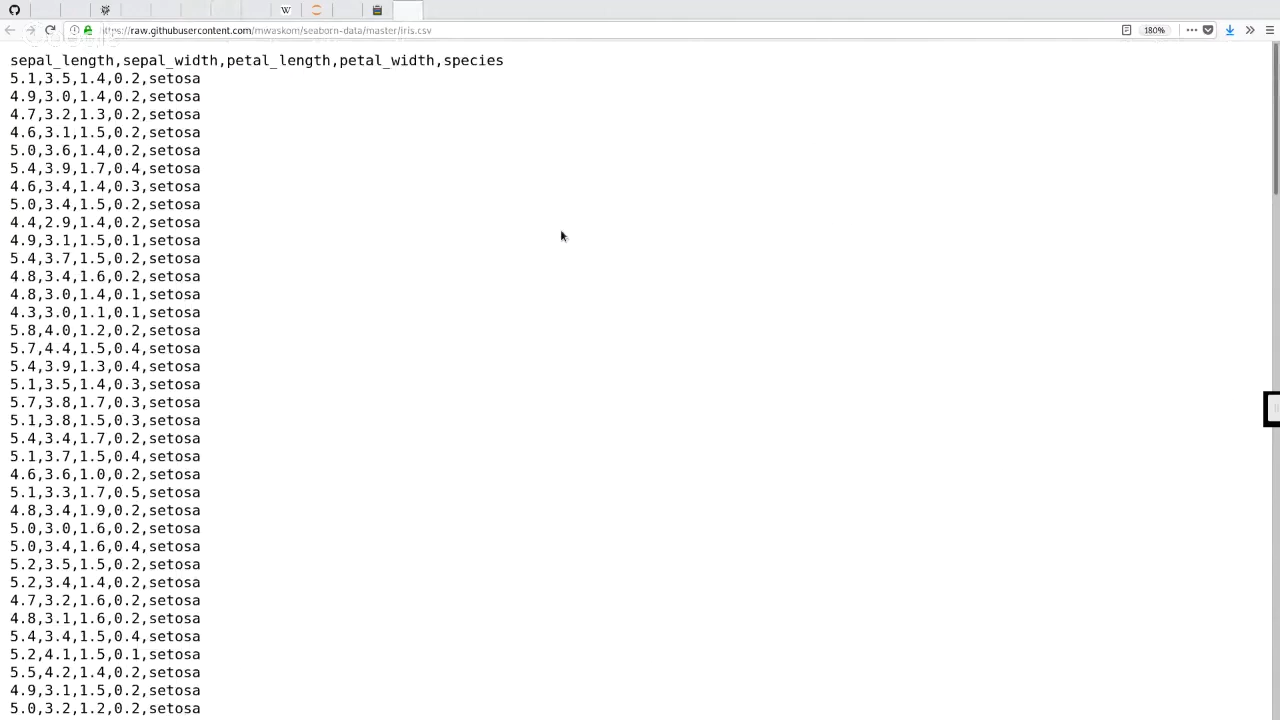 https://raw.githubusercontent.com/mwaskom/seaborn-data/master/iris.csv
180%
sepal_length,sepal_width,petal_length,petal_width,species
5.1,3.5,1.4,0.2,setosa
4.9,3.0,1.4,0.2,setosa
4.7,3.2,1.3,0.2,setosa
4.6,3.1,1.5,0.2,setosa
5.0,3.6,1.4,0.2,setosa
5.4,3.9,1.7,0.4,setosa
4.6,3.4,1.4,0.3,setosa
5.0,3.4,1.5,0.2,setosa
4.4,2.9,1.4,0.2,setosa
4.9,3.1,1.5,0.1,setosa
5.4,3.7,1.5,0.2,setosa
4.8,3.4,1.6,0.2,setosa
4.8,3.0,1.4,0.1,setosa
4.3,3.0,1.1,0.1,setosa
5.8,4.0,1.2,0.2,setosa
5.7,4.4,1.5,0.4,setosa
5.4,3.9,1.3,0.4,setosa
5.1,3.5,1.4,0.3,setosa
5.7,3.8,1.7,0.3,setosa
5.1,3.8,1.5,0.3,setosa
5.4,3.4,1.7,0.2,setosa
5.1,3.7,1.5,0.4,setosa
4.6,3.6,1.0,0.2,setosa
5.1,3.3,1.7,0.5,setosa
4.8,3.4,1.9,0.2,setosa
5.0,3.0,1.6,0.2,setosa
5.0,3.4,1.6,0.4,setosa
5.2,3.5,1.5,0.2,setosa
5.2,3.4,1.4,0.2,setosa
4.7,3.2,1.6,0.2,setosa
4.8,3.1,1.6,0.2,setosa
5.4,3.4,1.5,0.4,setosa
5.2,4.1,1.5,0.1,setosa
5.5,4.2,1.4,0.2,setosa
4.9,3.1,1.5,0.2,setosa
5.0,3.2,1.2,0.2,setosa